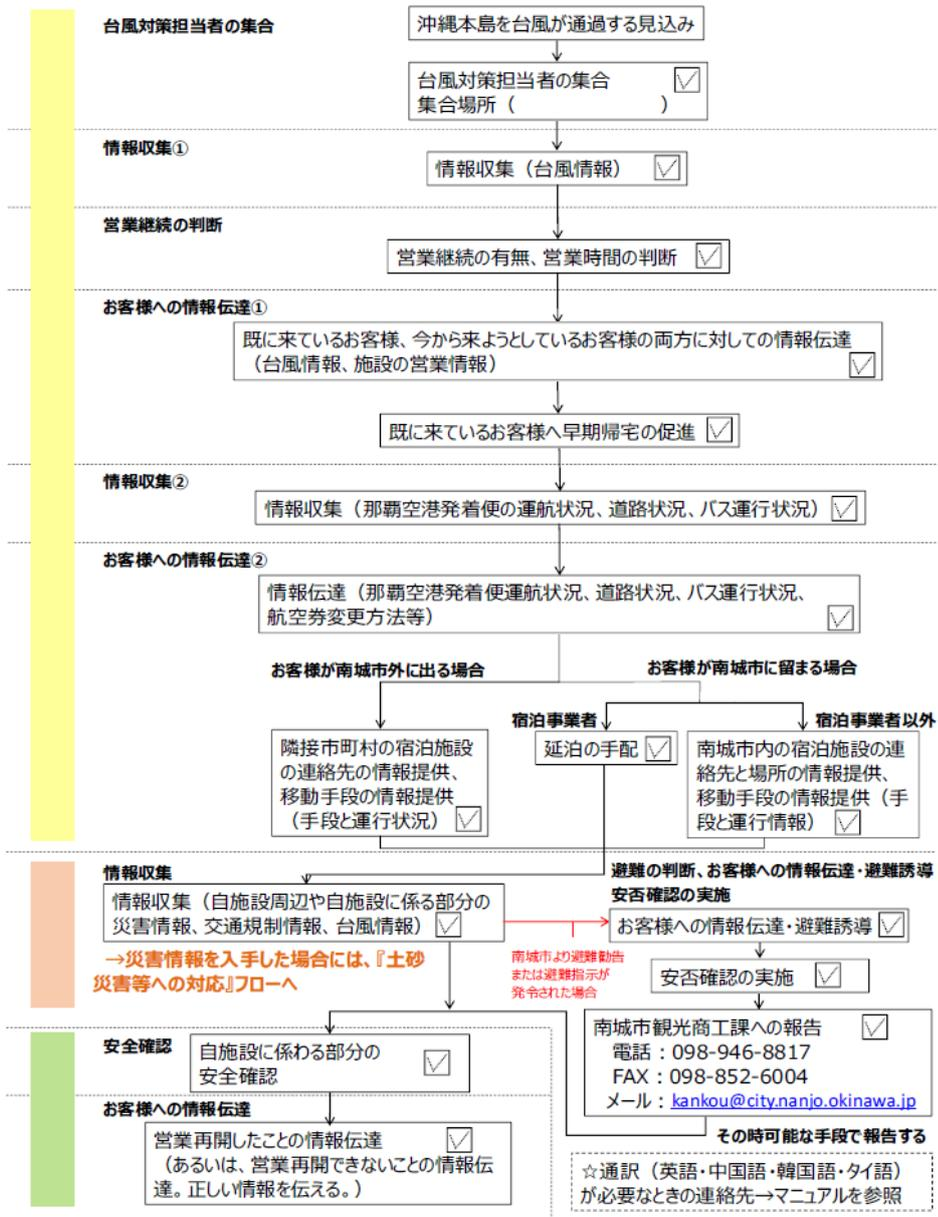 台風対策担当者の集合
沖縄本島を台風が通過する見込み
台風対策担当者の集合
集合場所（　　　　　　　）
情報収集①
情報収集（台風情報）
営業継続の判断
営業継続の有無、営業時間の判断
お客様への情報伝達①
既に来ているお客様、今から来ようとしているお客様の両方に対しての情報伝達
（台風情報、施設の営業情報）
既に来ているお客様へ早期帰宅の促進
情報収集②
情報収集（那覇空港発着便の運航状況、道路状況、バス運行状況）
お客様への情報伝達②
情報伝達（那覇空港発着便運航状況、道路状況、バス運行状況、
航空券変更方法等）
お客様が南城市外に出る場合
お客様が南城市に留まる場合
宿泊事業者
宿泊事業者以外
隣接市町村の宿泊施設
の連絡先の情報提供、
移動手段の情報提供
（手段と運行状況）
延泊の手配
南城市内の宿泊施設の連
絡先と場所の情報提供、
移動手段の情報提供（手
段と運行情報）
情報収集
情報収集（自施設周辺や自施設に係る部分の
災害情報、交通規制情報、台風情報）
→災害情報を入手した場合には、『土砂
災害等への対応』フローへ
南城市より避難勧告
または避難指示が
発令された場合
避難の判断、お客様への情報伝達・避難誘導
安否確認の実施
お客様への情報伝達・避難誘導
安否確認の実施
南城市観光商工課への報告
電話：098-946-8817
FAX：098-852-6004
メール：kankou@city.nanjo.okinawa.jp
その時可能な手段で報告する
安全確認
自施設に係わる部分の
安全確認
お客様への情報伝達
営業再開したことの情報伝達
（あるいは、営業再開できないことの情報伝
達。正しい情報を伝える。）
☆通訳（英語・中国語・韓国語・タイ語）
が必要なときの連絡先→マニュアルを参照